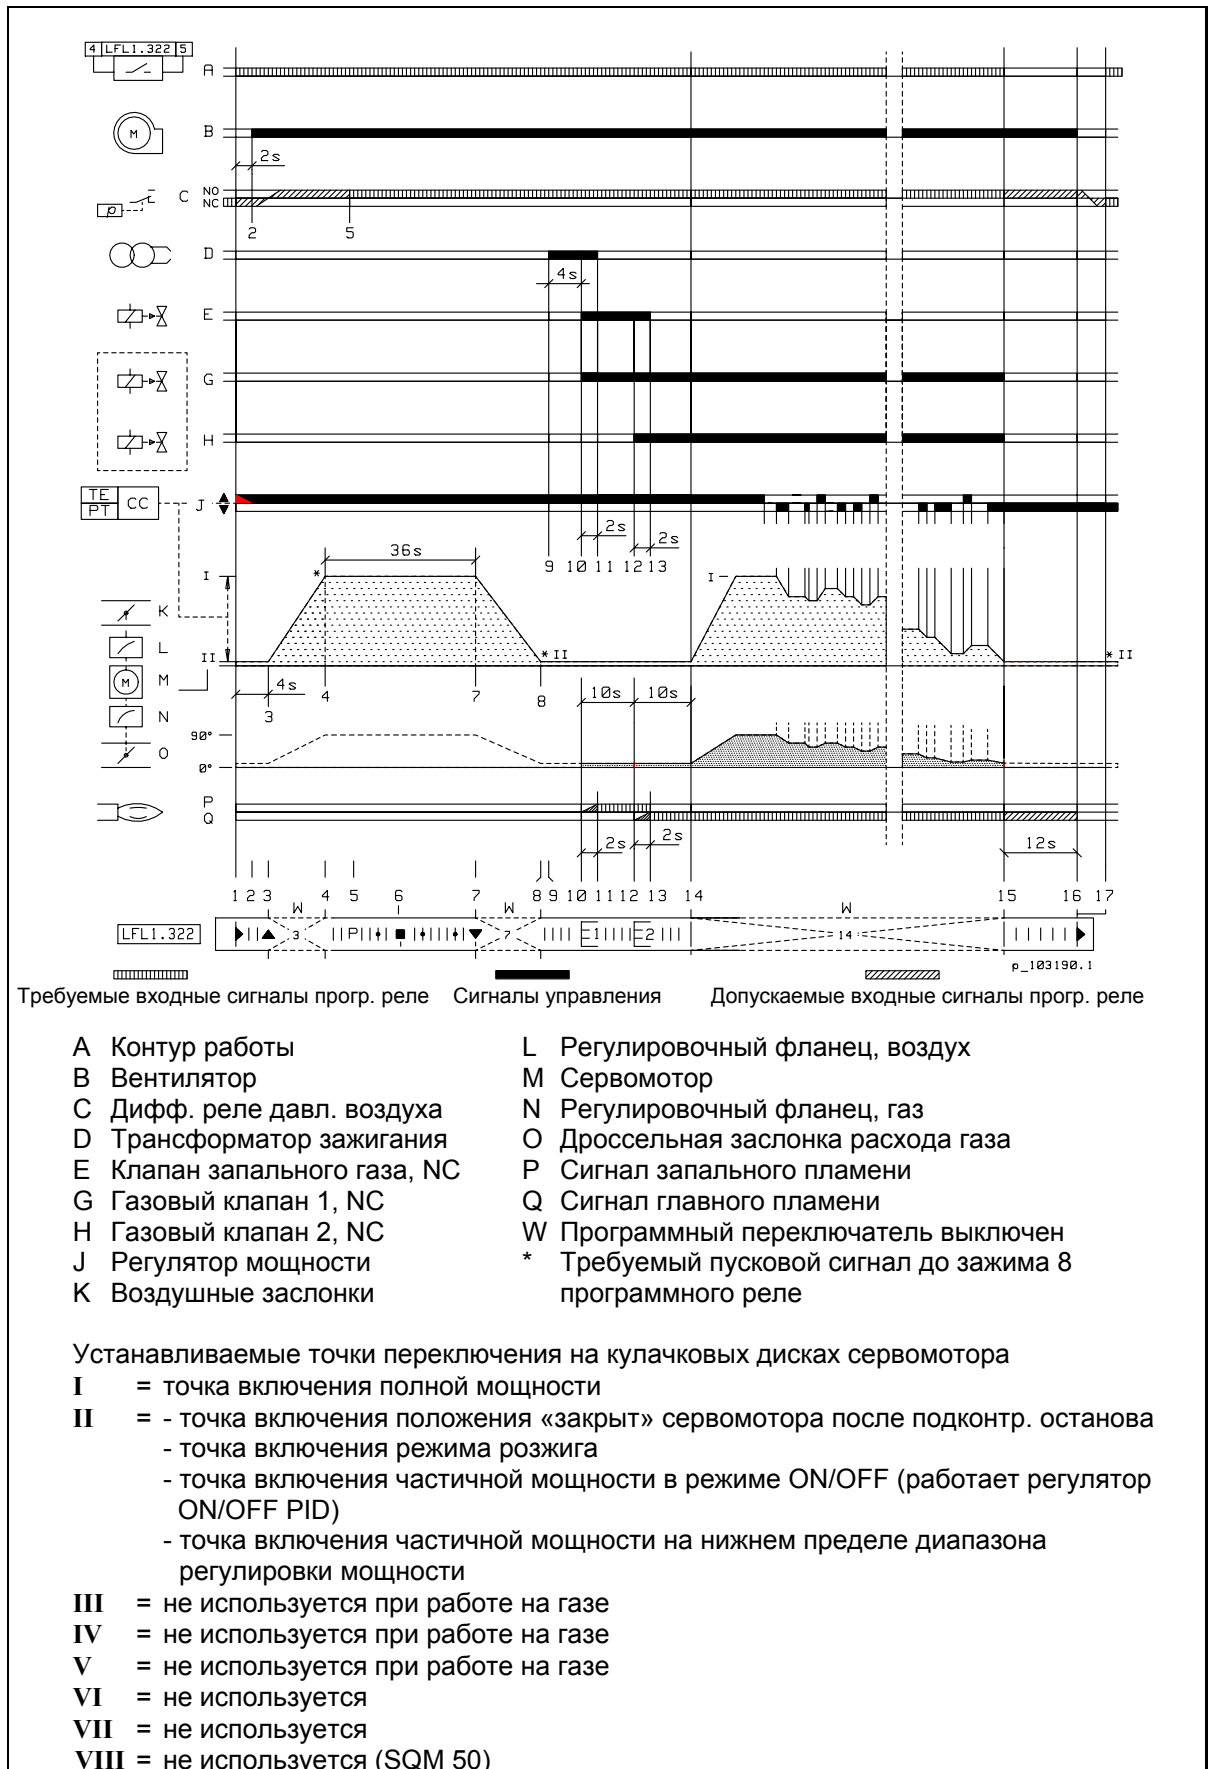 4 LFL1.322 5
A
M
B
2s
NO
C
NC
p
2 5
D
4s
E
G
H
TE
PT
CC
J
2s
2s
36s
9 10 11 12 13
*
I
I
K
L
II
* II
* II
M
M
4s
10s
10s
3
4
7
8
N
90°
O
0°
P
Q
2s
2s
12s
1 2 3 4 5 6 7 8 9 10 11 12 13 14 15 16 17
W W W
LFL1.322
3 P 7 E1 E2 14
p_103190.1
Требуемые входные сигналы прогр. реле Сигналы управления Допускаемые входные сигналы прогр. реле
A Контур работы
B Вентилятор
C Дифф. реле давл. воздуха
D Трансформатор зажигания
E Клапан запального газа, NC
G Газовый клапан 1, NC
H Газовый клапан 2, NC
J Регулятор мощности
K Воздушные заслонки
L Регулировочный фланец, воздух
M Сервомотор
N Регулировочный фланец, газ
O Дроссельная заслонка расхода газа
P Сигнал запального пламени
Q Сигнал главного пламени
W Программный переключатель выключен
* Требуемый пусковой сигнал до зажима 8
программного реле
Устанавливаемые точки переключения на кулачковых дисках сервомотора
I = точка включения полной мощности
II = - точка включения положения «закрыт» сервомотора после подконтр. останова
- точка включения режима розжига
- точка включения частичной мощности в режиме ON/OFF (работает регулятор
ON/OFF PID)
- точка включения частичной мощности на нижнем пределе диапазона
регулировки мощности
III = не используется при работе на газе
IV = не используется при работе на газе
V = не используется при работе на газе
VI = не используется
VII = не используется
VIII = не используется (SQM 50)